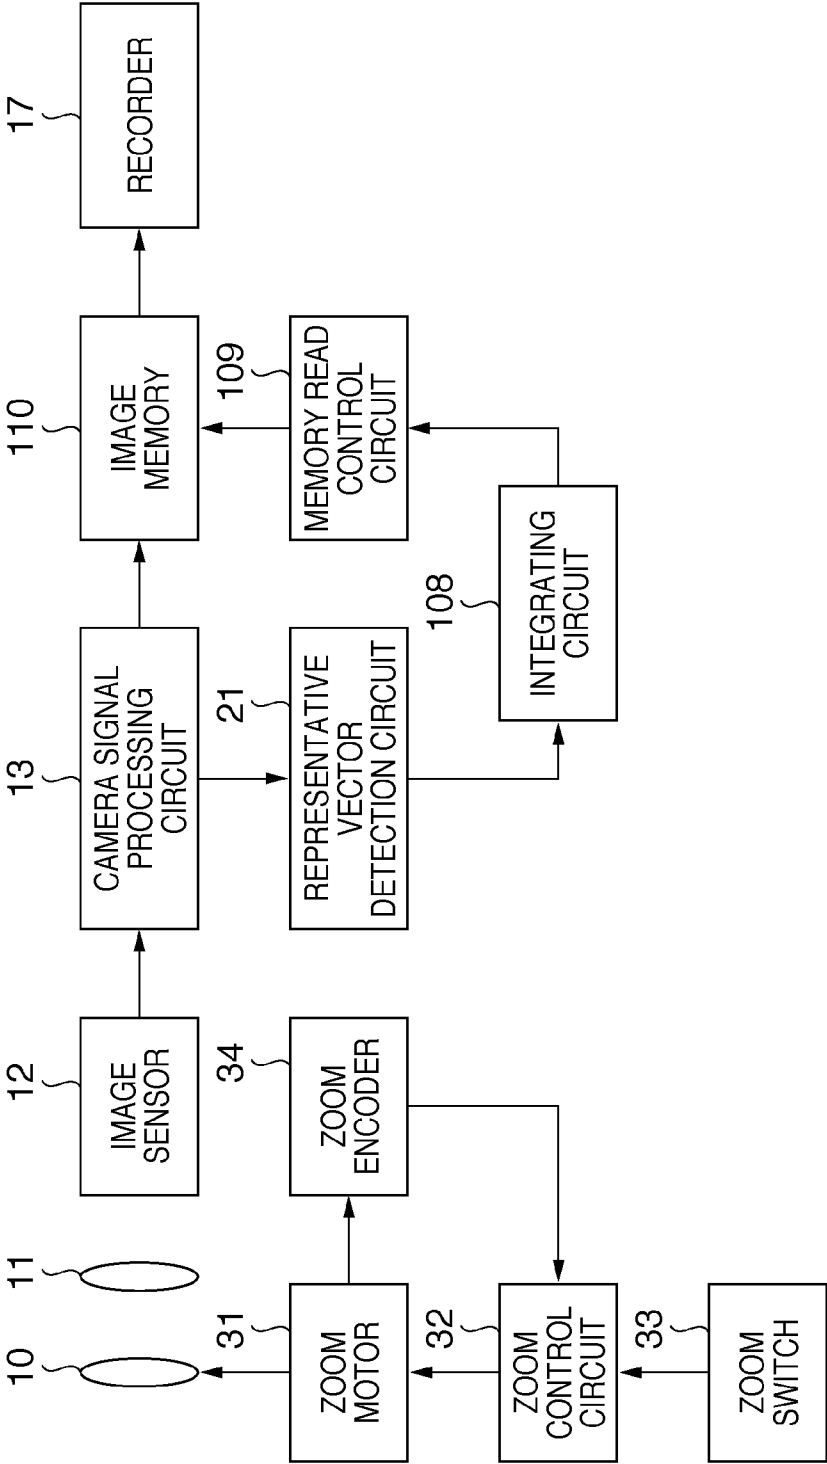 10
11
12
IMAGE
SENSOR
13
CAMERA SIGNAL
PROCESSING
CIRCUIT
110
IMAGE
MEMORY
17
RECORDER
31
ZOOM
MOTOR
34
ZOOM
ENCODER
21
REPRESENTATIVE
VECTOR
DETECTION CIRCUIT
109
MEMORY READ
CONTROL
CIRCUIT
32
ZOOM
CONTROL
CIRCUIT
108
INTEGRATING
CIRCUIT
33
ZOOM
SWITCH